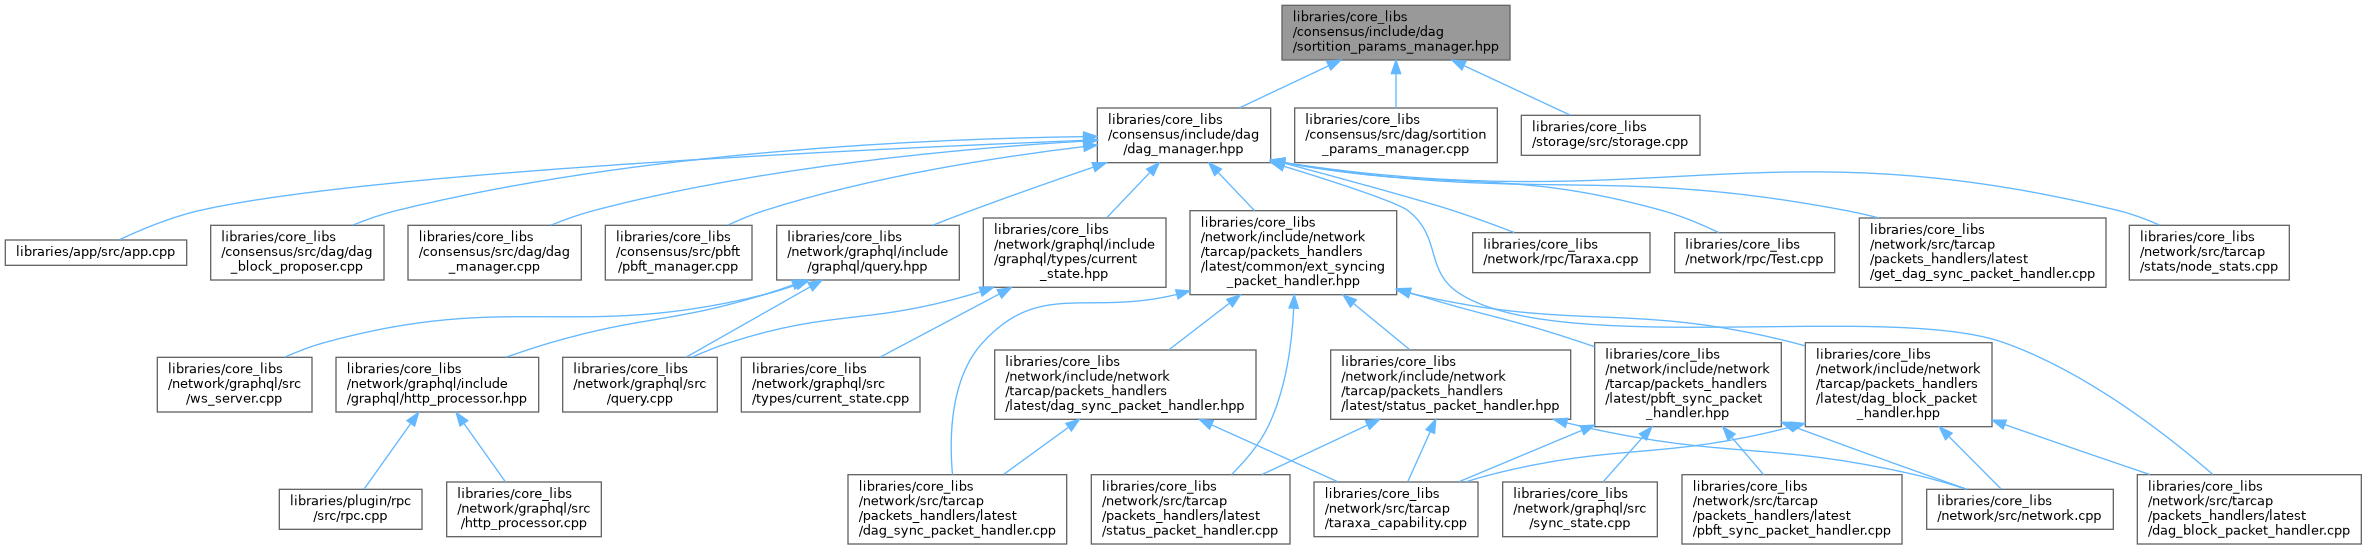 libraries/core_libs
/consensus/include/dag
/sortition_params_manager.hpp
libraries/core_libs
/consensus/include/dag
/dag_manager.hpp
libraries/core_libs
/consensus/src/dag/sortition
_params_manager.cpp
libraries/core_libs
/storage/src/storage.cpp
libraries/app/src/app.cpp
libraries/core_libs
/consensus/src/dag/dag
_block_proposer.cpp
libraries/core_libs
/consensus/src/dag/dag
_manager.cpp
libraries/core_libs
/consensus/src/pbft
/pbft_manager.cpp
libraries/core_libs
/network/graphql/include
/graphql/query.hpp
libraries/core_libs
/network/graphql/include
/graphql/types/current
_state.hpp
libraries/core_libs
/network/include/network
/tarcap/packets_handlers
/latest/common/ext_syncing
_packet_handler.hpp
libraries/core_libs
/network/rpc/Taraxa.cpp
libraries/core_libs
/network/rpc/Test.cpp
libraries/core_libs
/network/src/tarcap
/packets_handlers/latest
/get_dag_sync_packet_handler.cpp
libraries/core_libs
/network/src/tarcap
/stats/node_stats.cpp
libraries/core_libs
/network/graphql/src
/ws_server.cpp
libraries/core_libs
/network/graphql/include
/graphql/http_processor.hpp
libraries/core_libs
/network/graphql/src
/query.cpp
libraries/core_libs
/network/graphql/src
/types/current_state.cpp
libraries/core_libs
/network/include/network
/tarcap/packets_handlers
/latest/dag_sync_packet_handler.hpp
libraries/core_libs
/network/include/network
/tarcap/packets_handlers
/latest/status_packet_handler.hpp
libraries/core_libs
/network/include/network
/tarcap/packets_handlers
/latest/pbft_sync_packet
_handler.hpp
libraries/core_libs
/network/include/network
/tarcap/packets_handlers
/latest/dag_block_packet
_handler.hpp
libraries/plugin/rpc
/src/rpc.cpp
libraries/core_libs
/network/graphql/src
/http_processor.cpp
libraries/core_libs
/network/src/tarcap
/packets_handlers/latest
/dag_sync_packet_handler.cpp
libraries/core_libs
/network/src/tarcap
/packets_handlers/latest
/status_packet_handler.cpp
libraries/core_libs
/network/src/tarcap
/taraxa_capability.cpp
libraries/core_libs
/network/graphql/src
/sync_state.cpp
libraries/core_libs
/network/src/tarcap
/packets_handlers/latest
/pbft_sync_packet_handler.cpp
libraries/core_libs
/network/src/network.cpp
libraries/core_libs
/network/src/tarcap
/packets_handlers/latest
/dag_block_packet_handler.cpp